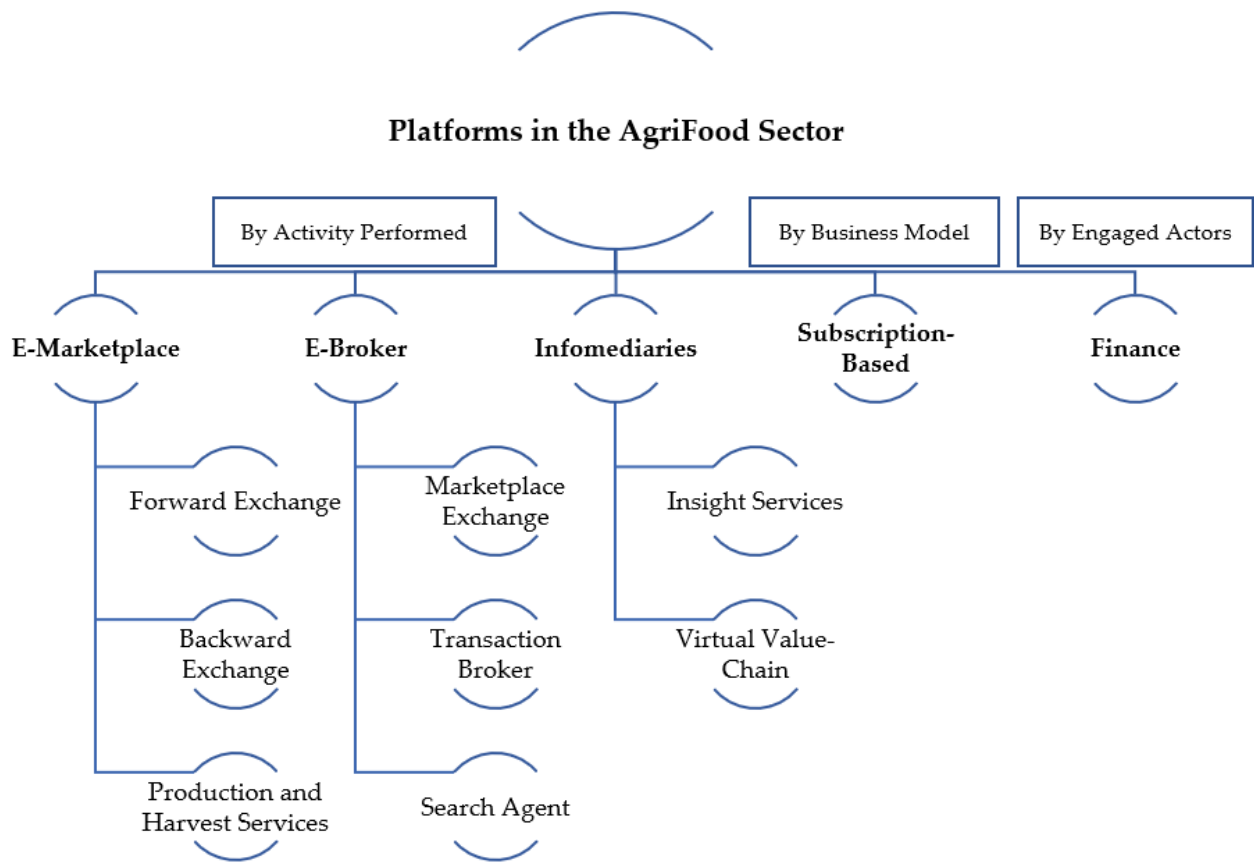 Platforms in the AgriFood Sector
By Activity Performed
By Business Model
By Engaged Actors
E-Marketplace
E-Broker
Infomediaries
Subscription-
Based
Finance
Forward Exchange
Marketplace
Exchange
Insight Services
Backward
Exchange
Transaction
Broker
Virtual Value-
Chain
Production and
Harvest Services
Search Agent